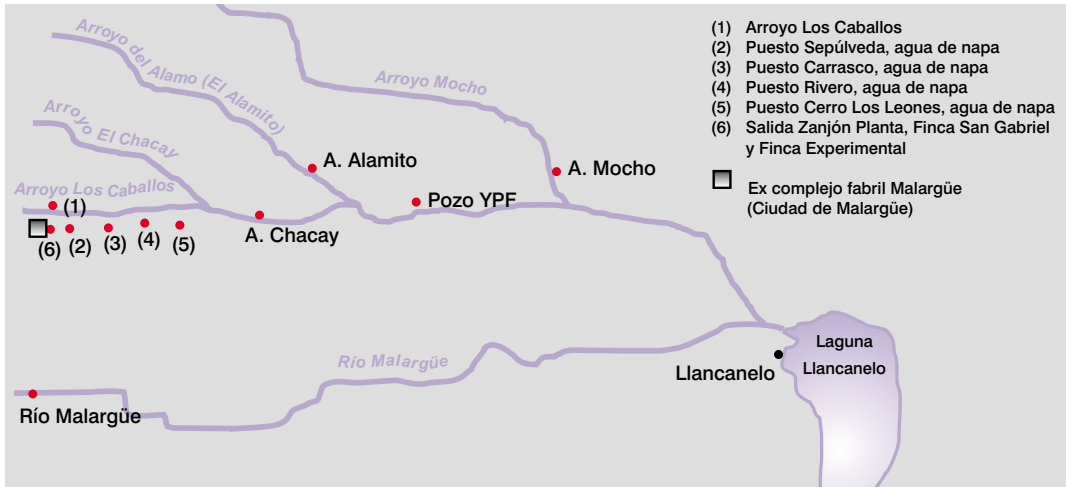 Arroyo del Alamo (El Alamito)
Arroyo Mocho
Arroyo El Chacay
Arroyo Los Caballos
A. Alamito
A. Mocho
Pozo YPF
A. Chacay
(1)
(6)
(2)
(3)
(4)
(5)
Río Malargüe
Río Malargüe
Llancanelo
Laguna
Llancanelo
(1) Arroyo Los Caballos
(2) Puesto Sepúlveda, agua de napa
(3) Puesto Carrasco, agua de napa
(4) Puesto Rivero, agua de napa
(5) Puesto Cerro Los Leones, agua de napa
(6) Salida Zanjón Planta, Finca San Gabriel
y Finca Experimental
Ex complejo fabril Malargüe
(Ciudad de Malargüe)